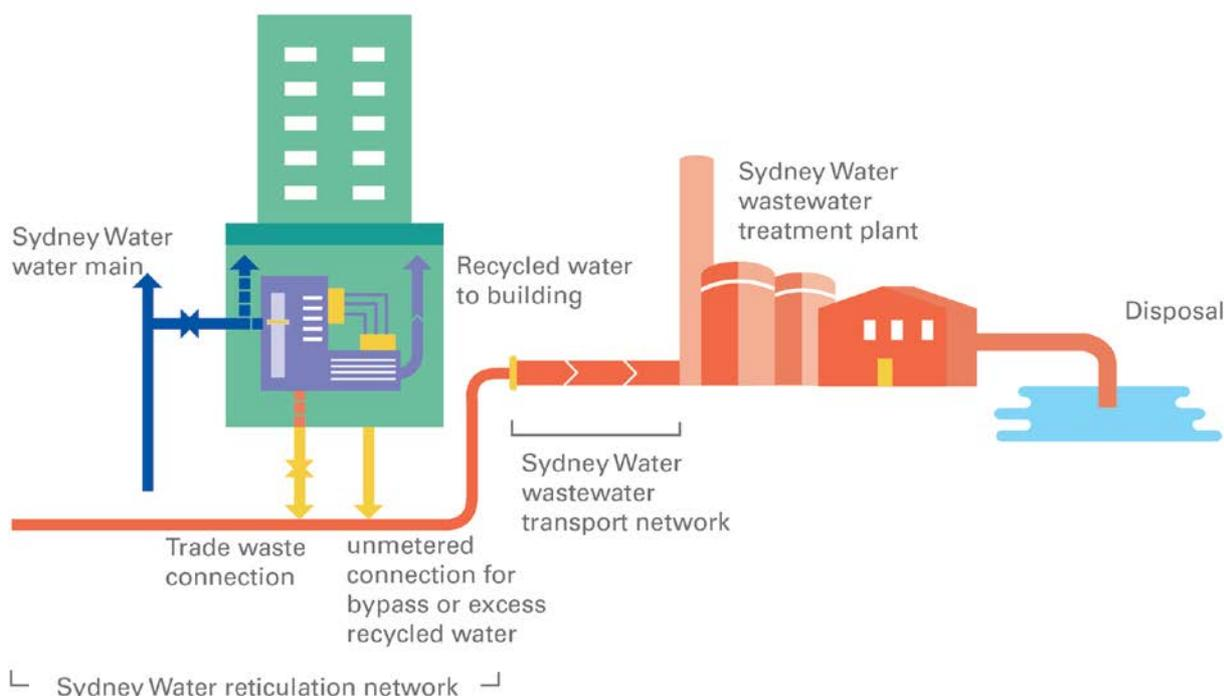 Sydney Water
water main
Recycled water
to building
Sydney Water
wastewater
treatment plant
Disposal
Sydney Water
wastewater
transport network
Trade waste
connection
unmetered
connection for
bypass or excess
recycled water
Sydney Water reticulation network